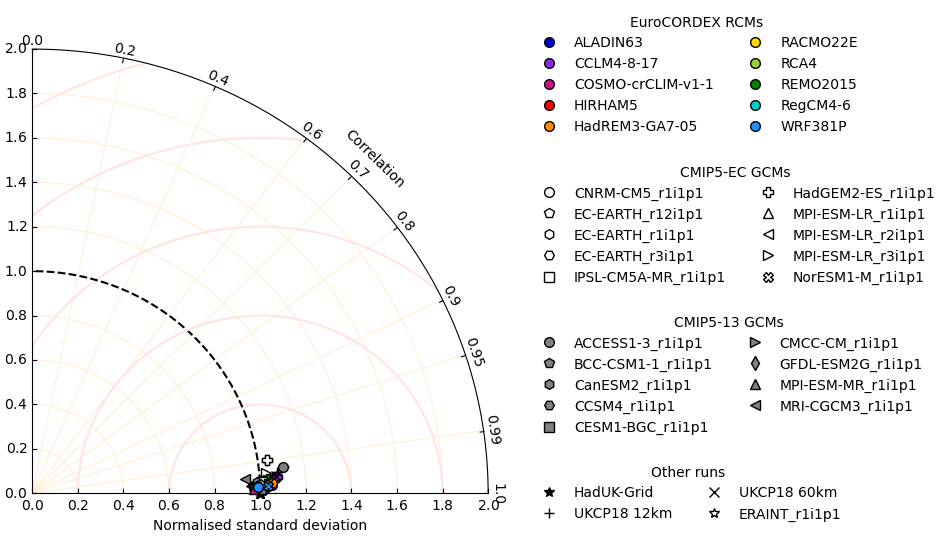 EuroCORDEX RCMs
ALADIN63 RACMO22E
CCLM4-8-17 RCA4
COSMO-crCLIM-v1-1 REMO2015
HIRHAM5 RegCM4-6
HadREM3-GA7-05 WRF381P
CMIP5-EC GCMs
CNRM-CM5_r1i1p1 HadGEM2-ES_r1i1p1
EC-EARTH_r12i1p1 MPI-ESM-LR_r1i1p1
EC-EARTH_r1i1p1 MPI-ESM-LR_r2i1p1
EC-EARTH_r3i1p1 MPI-ESM-LR_r3i1p1
IPSL-CM5A-MR_r1i1p1 NorESM1-M_r1i1p1
CMIP5-13 GCMs
ACCESS1-3_r1i1p1 CMCC-CM_r1i1p1
BCC-CSM1-1_r1i1p1 GFDL-ESM2G_r1i1p1
CanESM2_r1i1p1 MPI-ESM-MR_r1i1p1
CCSM4_r1i1p1 MRI-CGCM3_r1i1p1
CESM1-BGC_r1i1p1
Other runs
HadUK-Grid UKCP18 60km
UKCP18 12km ERAINT_r1i1p1
0.0
0.2
0.4
0.6
Correlation
0.7
0.8
0.9
0.95
0.99
1.0
2.0
1.8
1.6
1.4
1.2
1.0
0.8
0.6
0.4
0.2
0.0
0.0 0.2 0.4 0.6 0.8 1.0 1.2 1.4 1.6 1.8 2.0
Normalised standard deviation